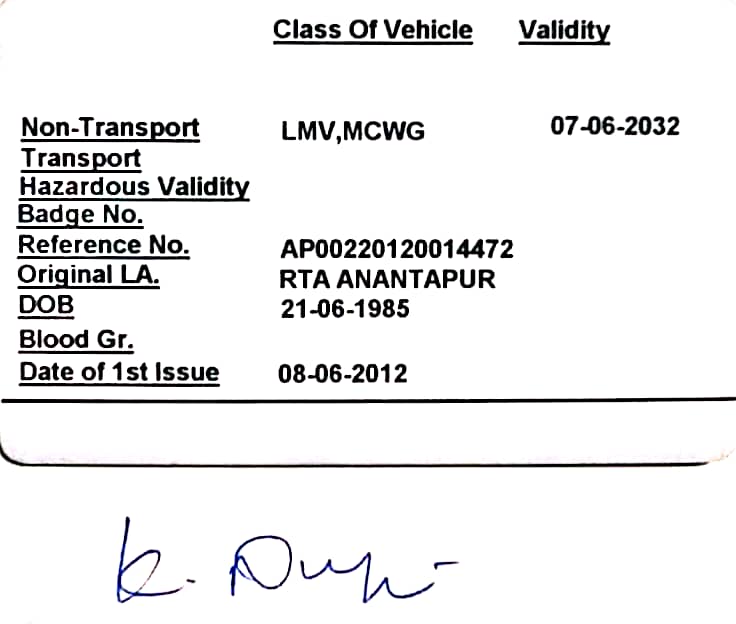 Class Of Vehicle Validity
Non-Transport LMV,MCWG 07-06-2032
Transport
Hazardous Validity
Badge No.
Reference No. AP00220120014472
Original LA. RTA ANANTAPUR
DOB 21-06-1985
Blood Gr.
Date of 1st Issue 08-06-2012
K.